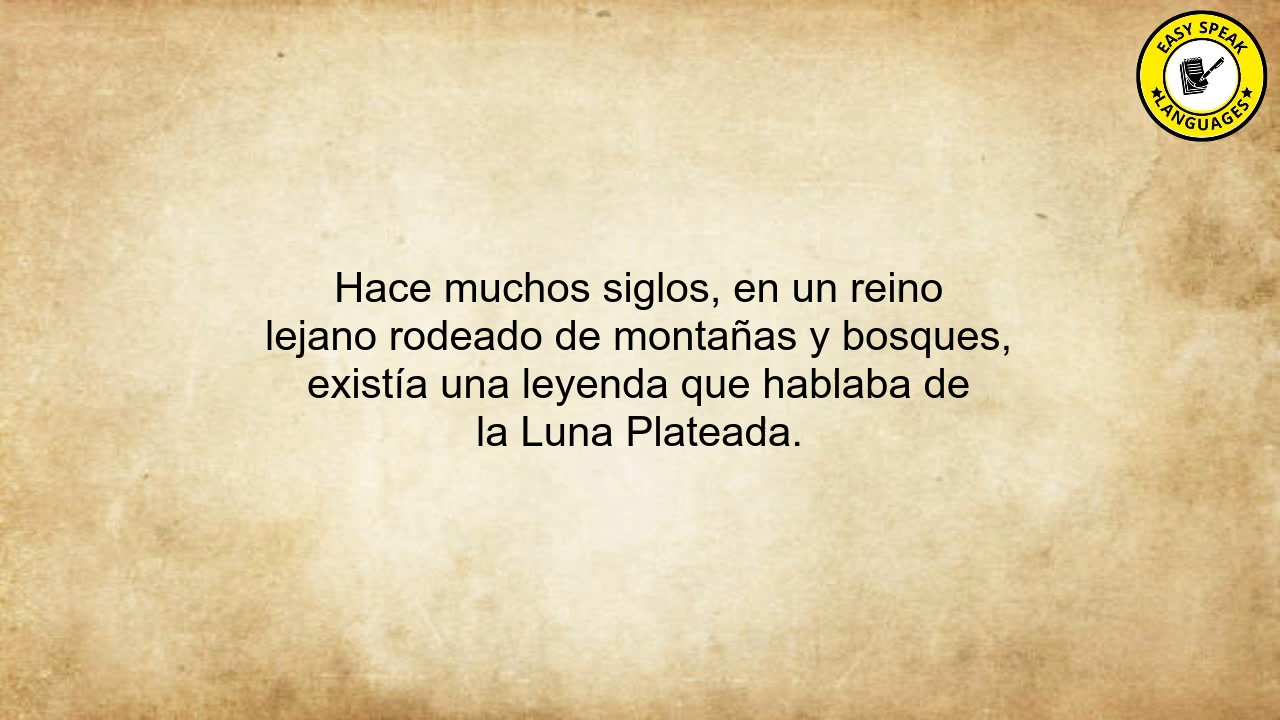 EASY SPEAK
LANGUAGES
Hace muchos siglos, en un reino
lejano rodeado de montañas y bosques,
existía una leyenda que hablaba de
la Luna Plateada.